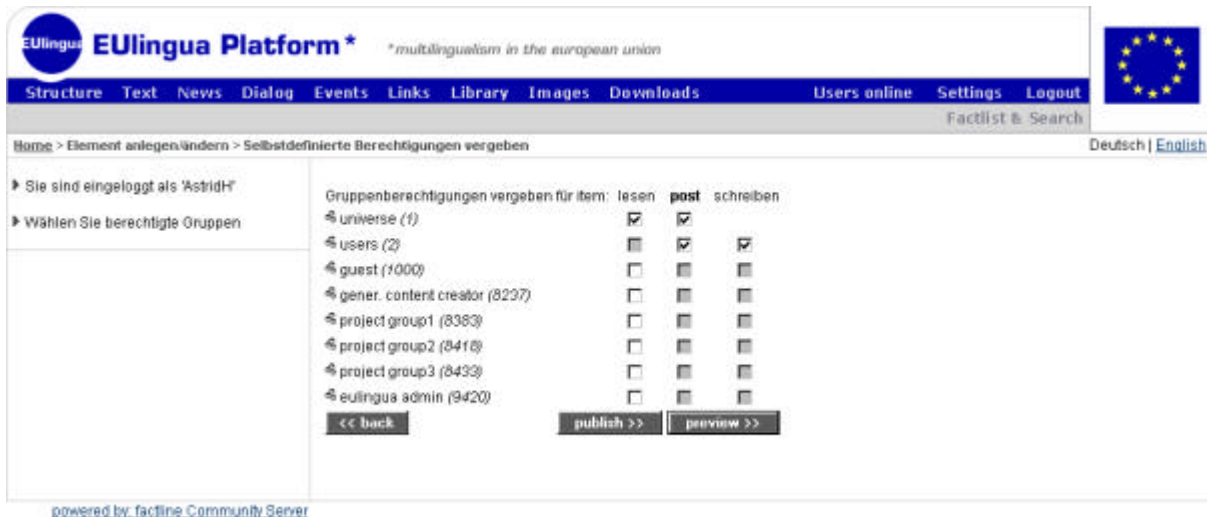 EUlingua EUlingua Platform* *multilingualism in the european union
Structure Text News Dialog Events Links Library Images Downloads Users online Settings Logout
Factlist & Search
Home > Element anlegen/ändern > Selbstdefinierte Berechtigungen vergeben Deutsch | English
Sie sind eingeloggt als 'AstridH'
Wählen Sie berechtigte Gruppen
Gruppenberechtigungen vergeben für item: lesen post schreiben
universe (1)
users (2)
guest (1000)
gener. content creator (8237)
project group1 (8383)
project group2 (8418)
project group3 (8433)
eulingua admin (9420)
<< back publish >> preview >>
powered by: factline Community Server